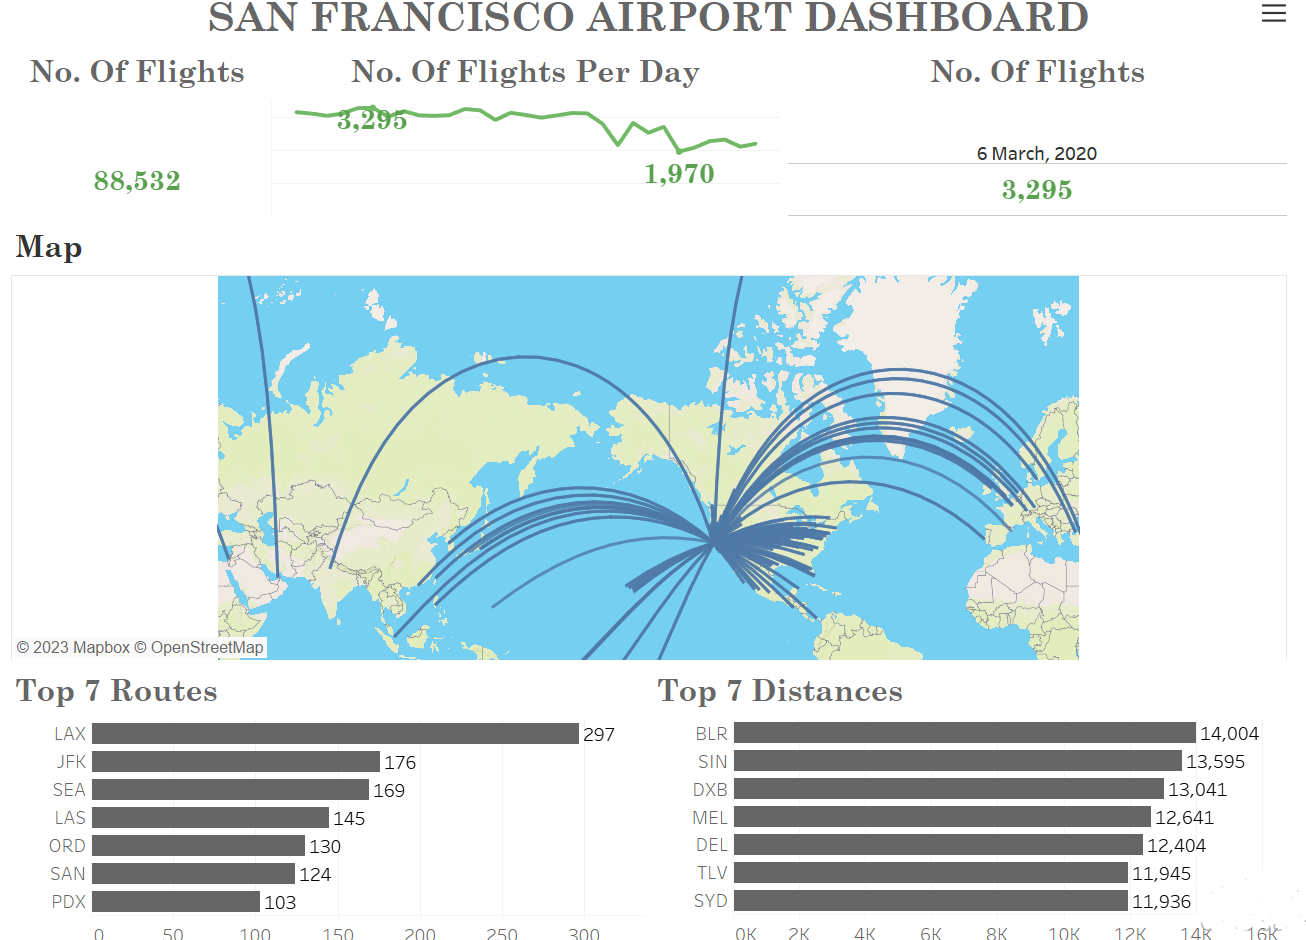 SAN FRANCISCO AIRPORT DASHBOARD
No. Of Flights
No. Of Flights Per Day
No. Of Flights
3,295
6 March, 2020
88,532
1,970
3,295
Map
© 2023 Mapbox © OpenStreetMap
Top 7 Routes
LAX 297
JFK 176
SEA 169
LAS 145
ORD 130
SAN 124
PDX 103
0 50 100 150 200 250 300
Top 7 Distances
BLR 14,004
SIN 13,595
DXB 13,041
MEL 12,641
DEL 12,404
TLV 11,945
SYD 11,936
0K 2K 4K 6K 8K 10K 12K 14K 16K